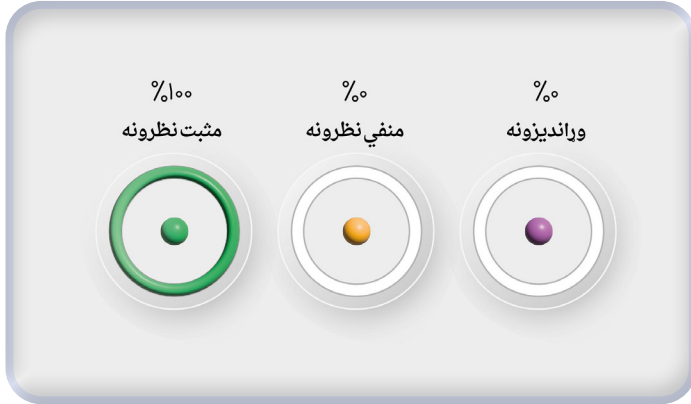 %۰
وړاندیزونه
%۰
منفي نظرونه
%۱۰۰
مثبت نظرونه